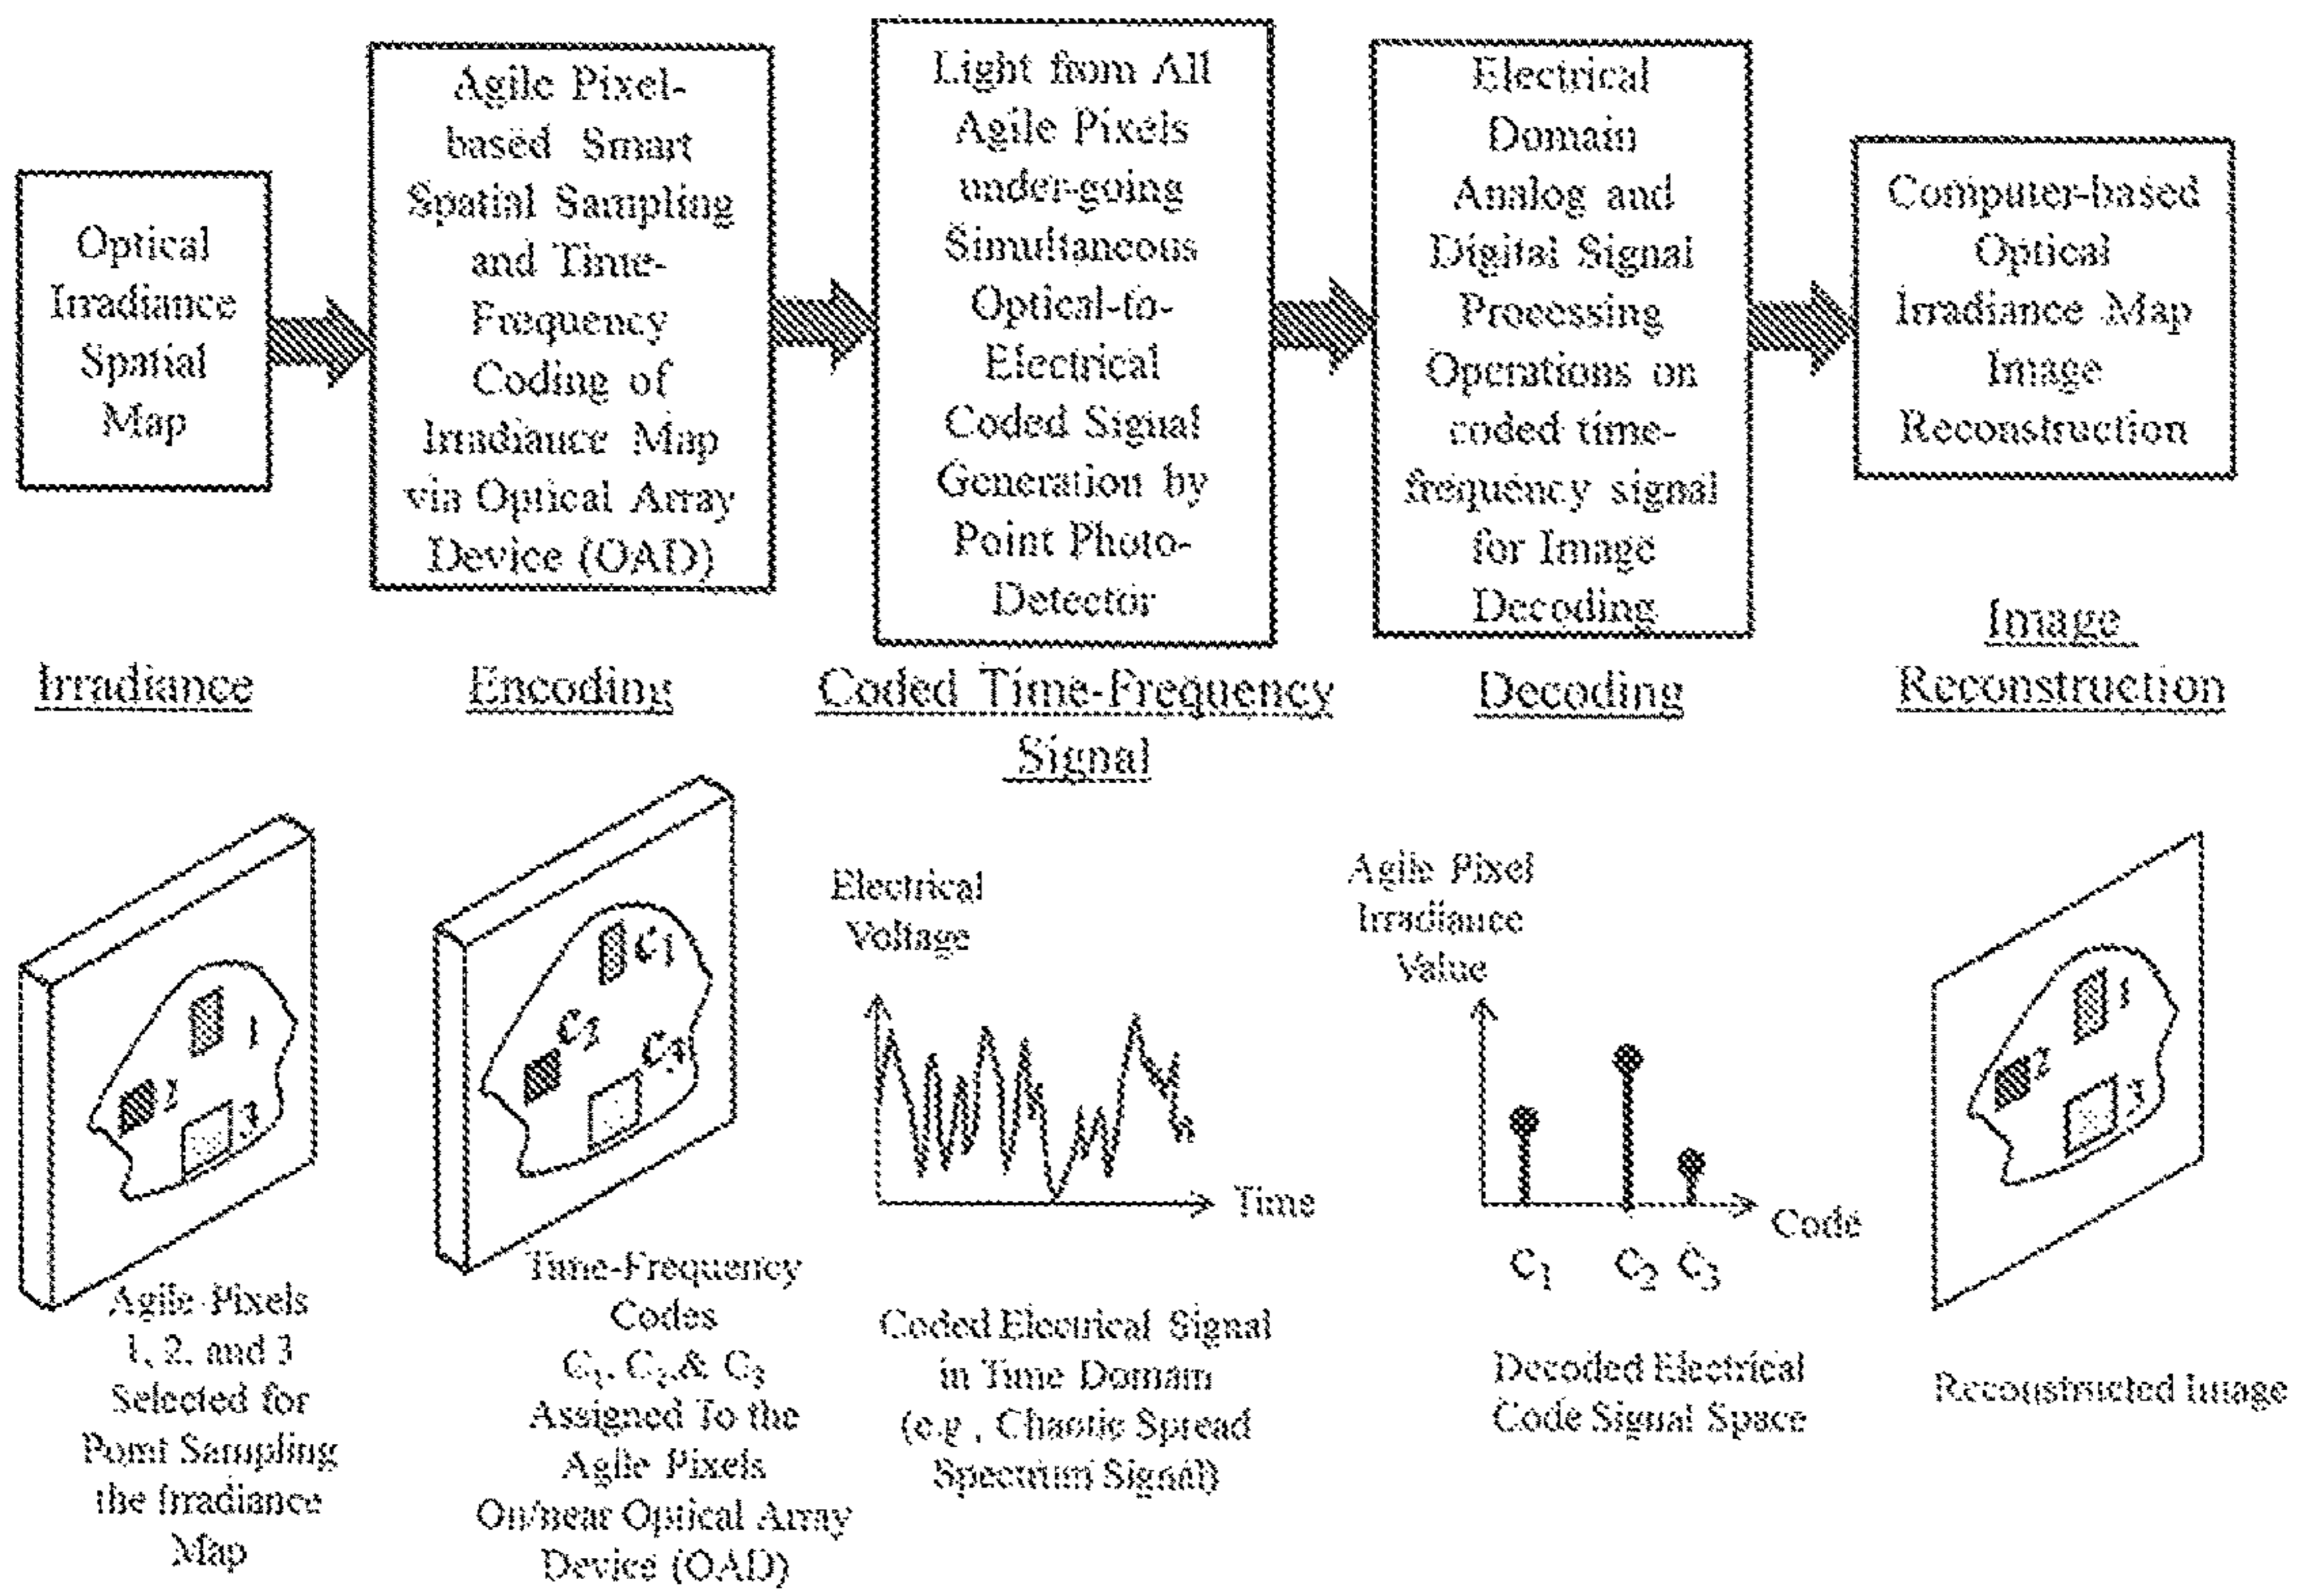 Optical
Irradiance
Spatial
Map
Agile Pixel-
based Smart
Spatial Sampling
and Time-
Frequency
Coding of
Irradiance Map
via Optical Array
Device (OAD)
Light from All
Agile Pixels
under-going
Simultaneous
Optical-to-
Electrical
Coded Signal
Generation by
Point Photo-
Detector
Electrical
Domain
Analog and
Digital Signal
Processing
Operations on
coded time-
frequency signal
for Image
Decoding
Computer-based
Optical
Irradiance Map
Image
Reconstruction
Irradiance
Encoding
Coded Time-Frequency
Signal
Decoding
Image
Reconstruction
1
2
3
Agile Pixels
1, 2, and 3
Selected for
Point Sampling
the Irradiance
Map
C1
C2
C3
Time-Frequency
Codes
C1, C2 & C3
Assigned To the
Agile Pixels
On/near Optical Array
Device (OAD)
Electrical
Voltage
Time
Coded Electrical Signal
in Time Domain
(e.g., Chaotic Spread
Spectrum Signal)
Agile Pixel
Irradiance
Value
Code
C1 C2 C3
Decoded Electrical
Code Signal Space
1
2
3
Reconstructed Image